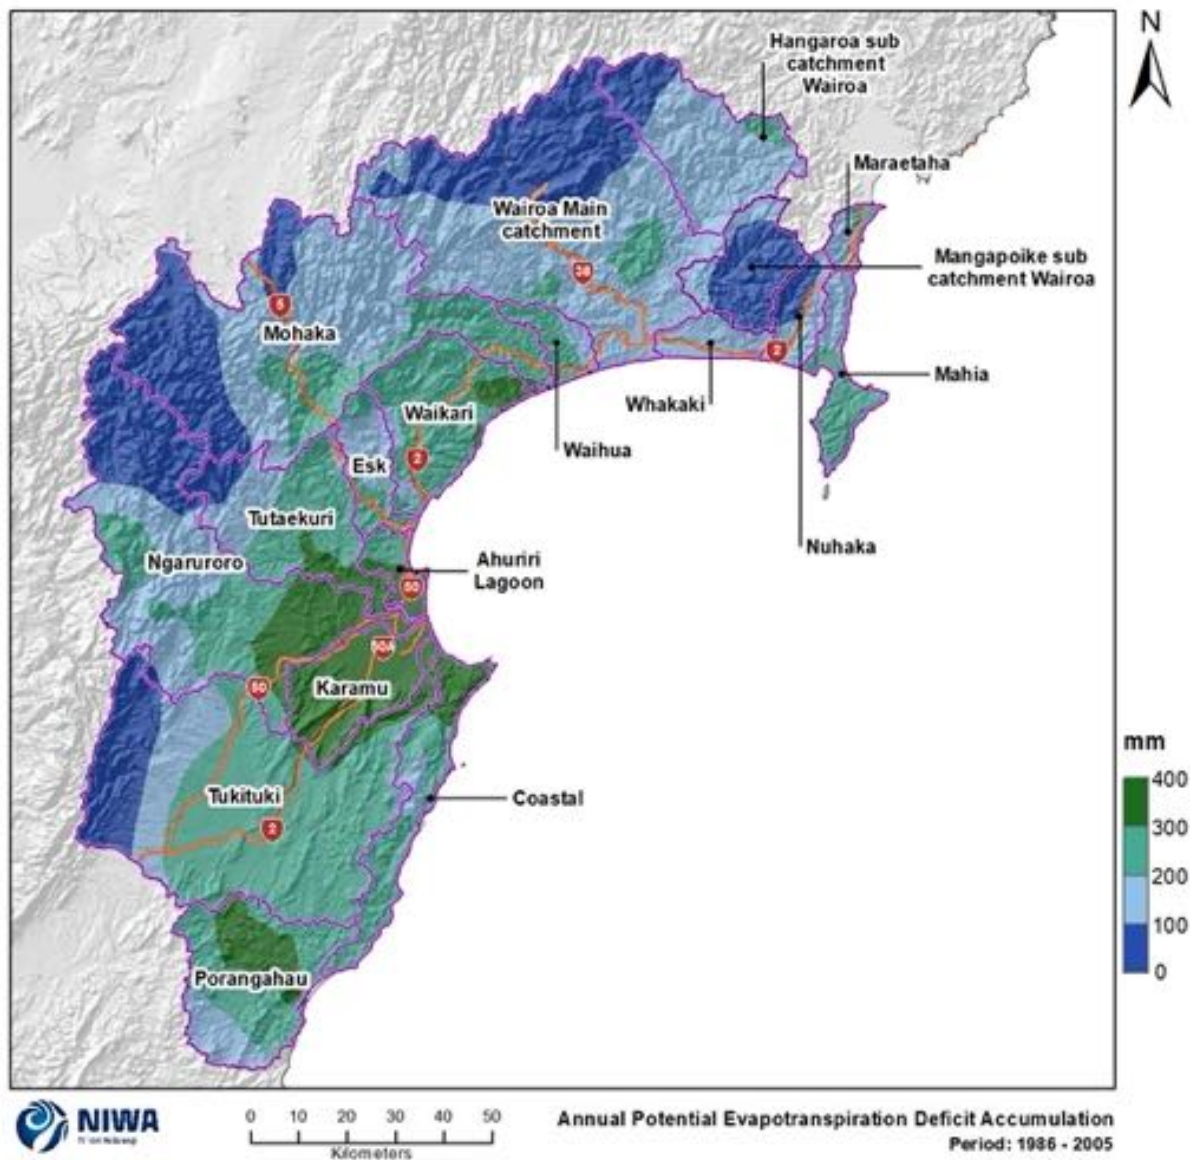 N
Hangaroa sub
catchment
Wairoa
Maraetaha
Wairoa Main
catchment
Mangapoike sub
catchment Wairoa
38
5
Mohaka
2
Mahia
Whakaki
Waikari
Waihua
Esk
2
Tutaekuri
Nuhaka
Ngaruroro
Ahuriri
Lagoon
50
50A
Karamu
50
mm
400
300
200
100
0
Tukituki
Coastal
2
Porangahau
NIWA
0 10 20 30 40 50
Kilometers
Annual Potential Evapotranspiration Deficit Accumulation
Period: 1986 - 2005